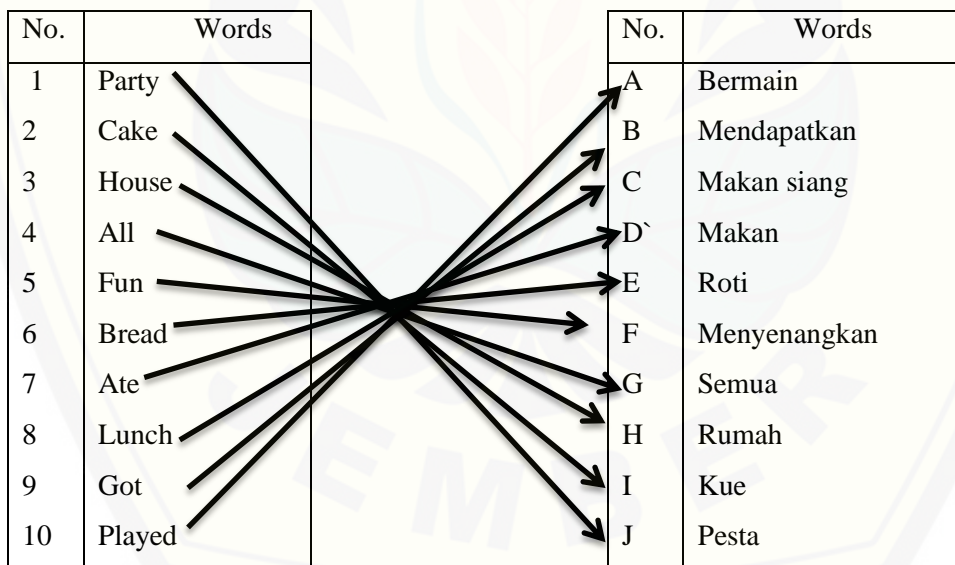 No. Words No. Words
1 Party A Bermain
2 Cake B Mendapatkan
3 House C Makan siang
4 All D` Makan
5 Fun E Roti
6 Bread F Menyenangkan
7 Ate G Semua
8 Lunch H Rumah
9 Got I Kue
10 Played J Pesta
JEMBER